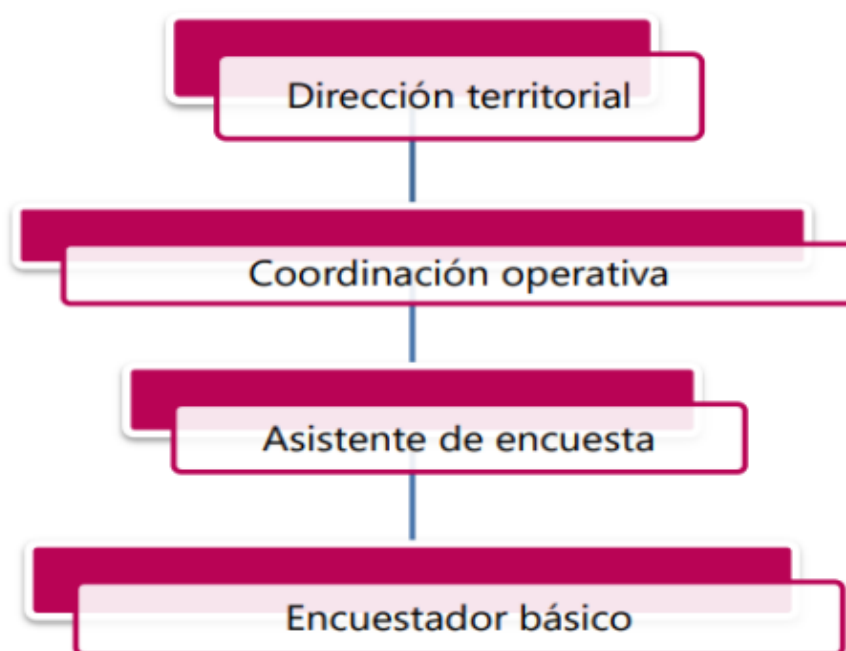 Dirección territorial
Coordinación operativa
Asistente de encuesta
Encuestador básico